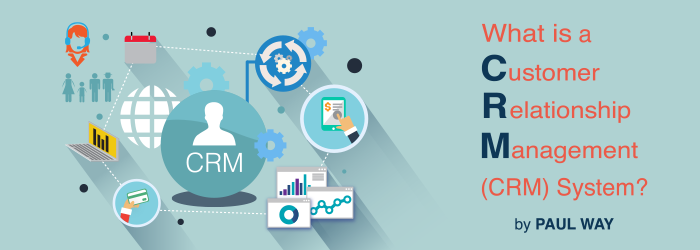 CRM
What is a
Customer
Relationship
Management
(CRM) System?
by PAUL WAY